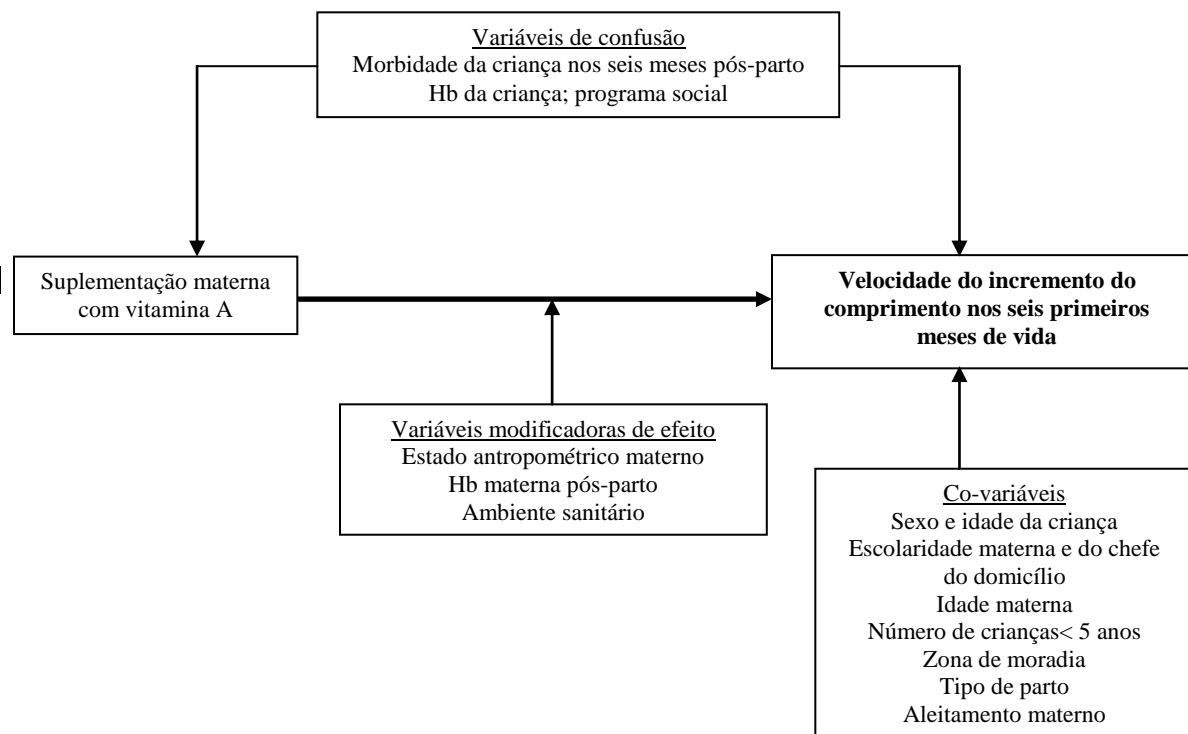 Variáveis de confusão
Morbidade da criança nos seis meses pós-parto
Hb da criança; programa social
Suplementação materna
com vitamina A
Velocidade do incremento do
comprimento nos seis primeiros
meses de vida
Variáveis modificadoras de efeito
Estado antropométrico materno
Hb materna pós-parto
Ambiente sanitário
Co-variáveis
Sexo e idade da criança
Escolaridade materna e do chefe
do domicílio
Idade materna
Número de crianças< 5 anos
Zona de moradia
Tipo de parto
Aleitamento materno